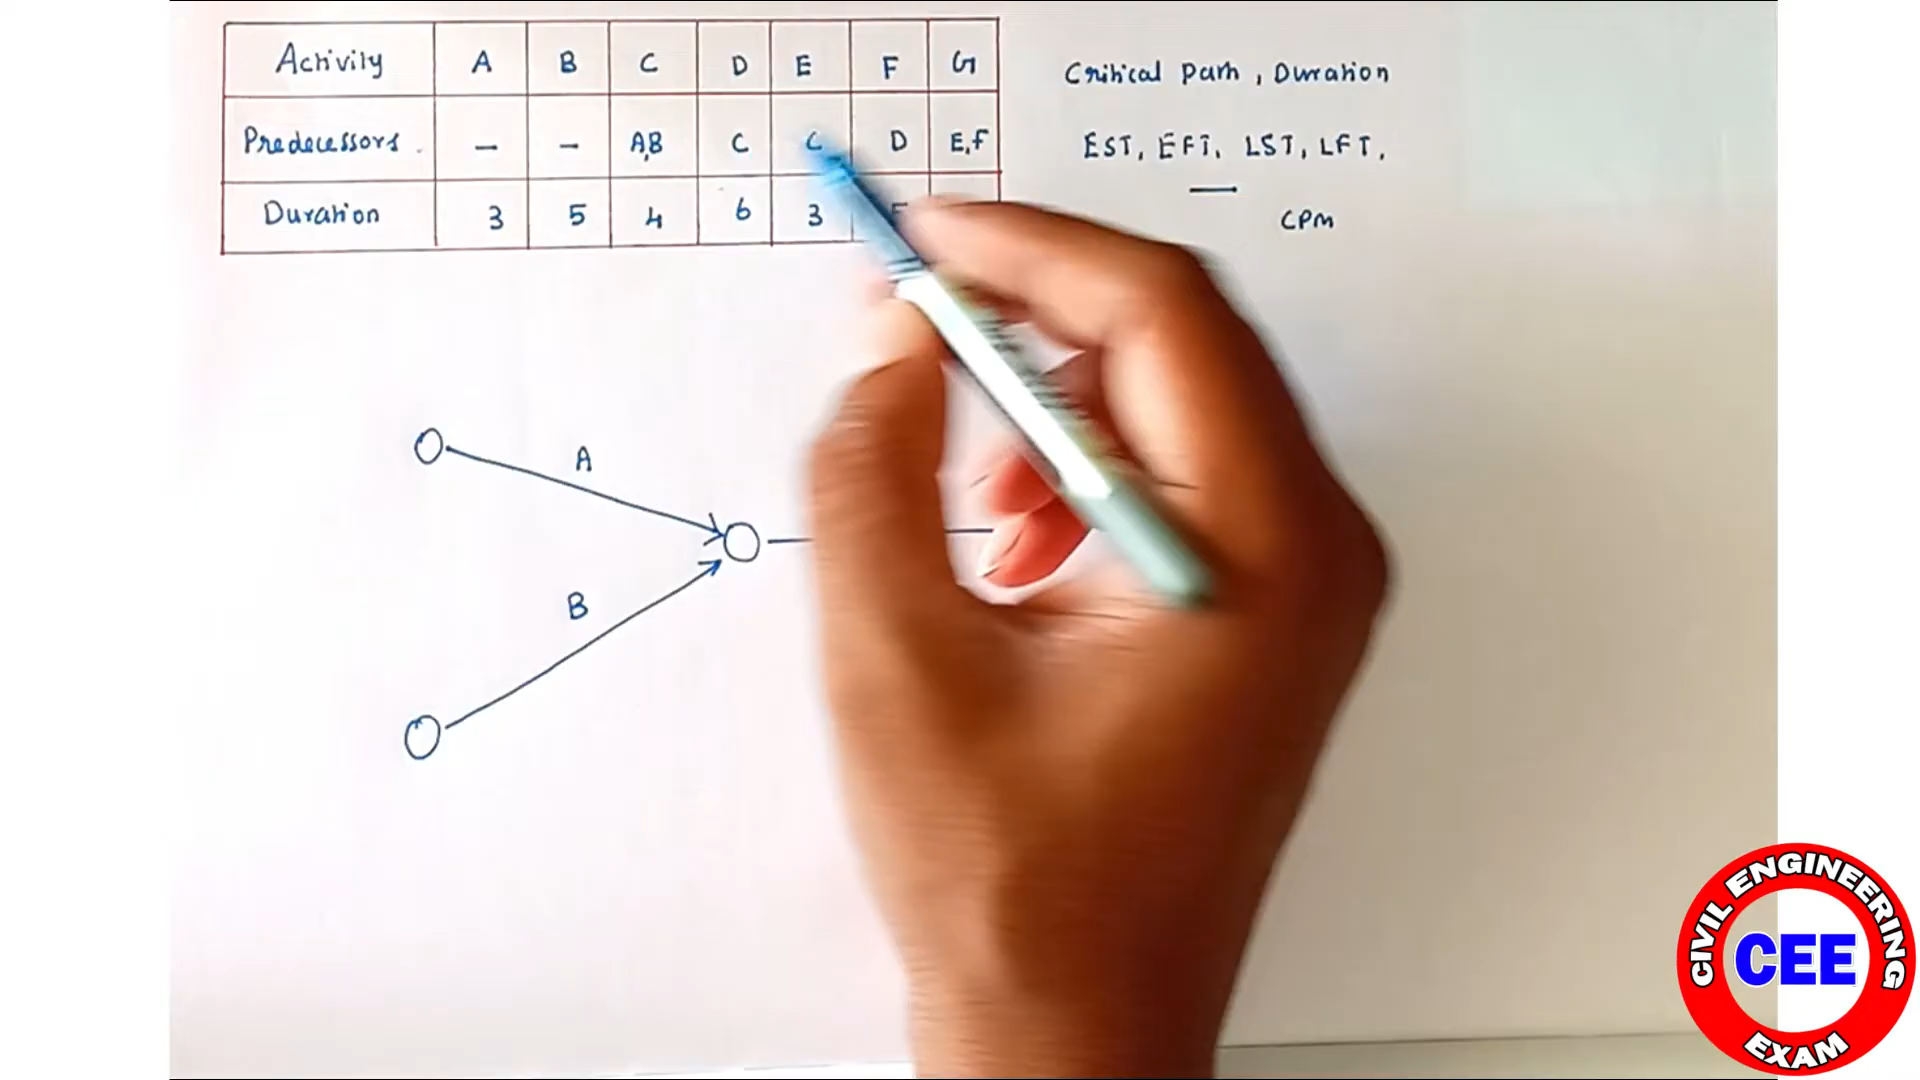 Activity A B C D E F G
Predecessors. - - A,B C C D E,F
Duration 3 5 4 6 3
Critical Path, Duration
EST, EFT, LST, LFT,
CPM
A
B
CIVIL ENGINEERING
CEE
EXAM